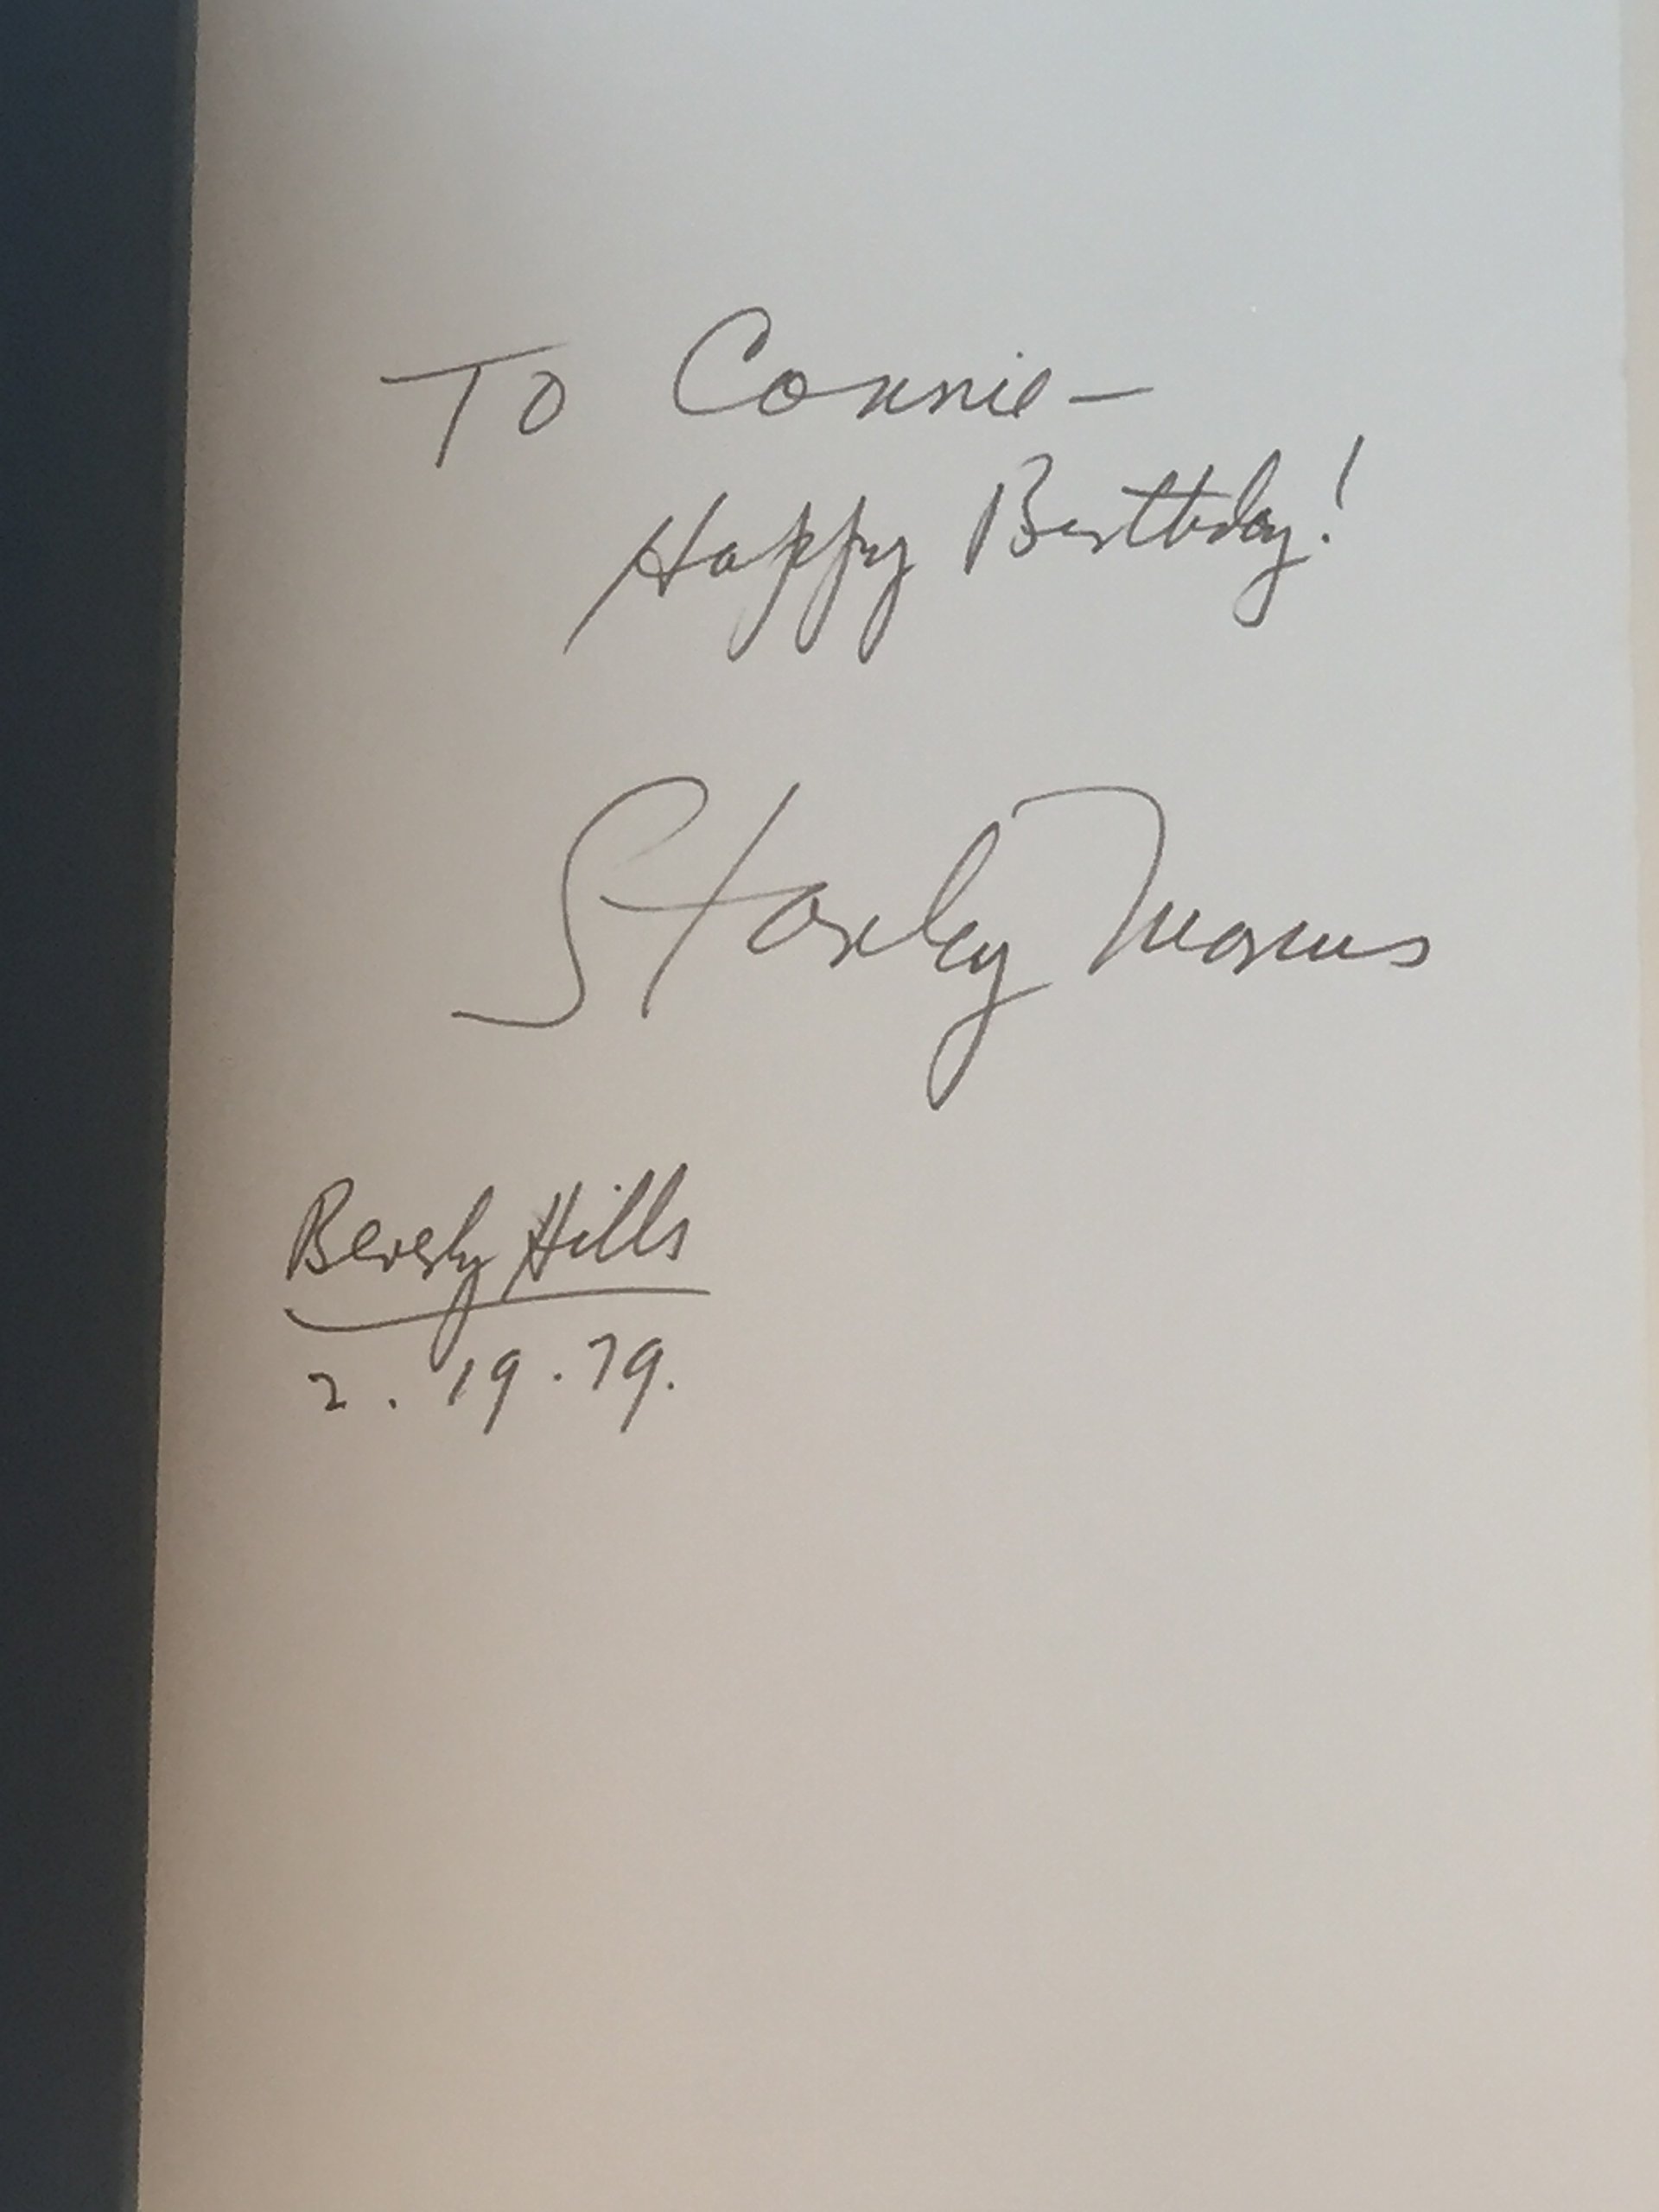 To Connie—
Happy Birthday!
Stanley Marcus
Beverly Hills
2.19.79.